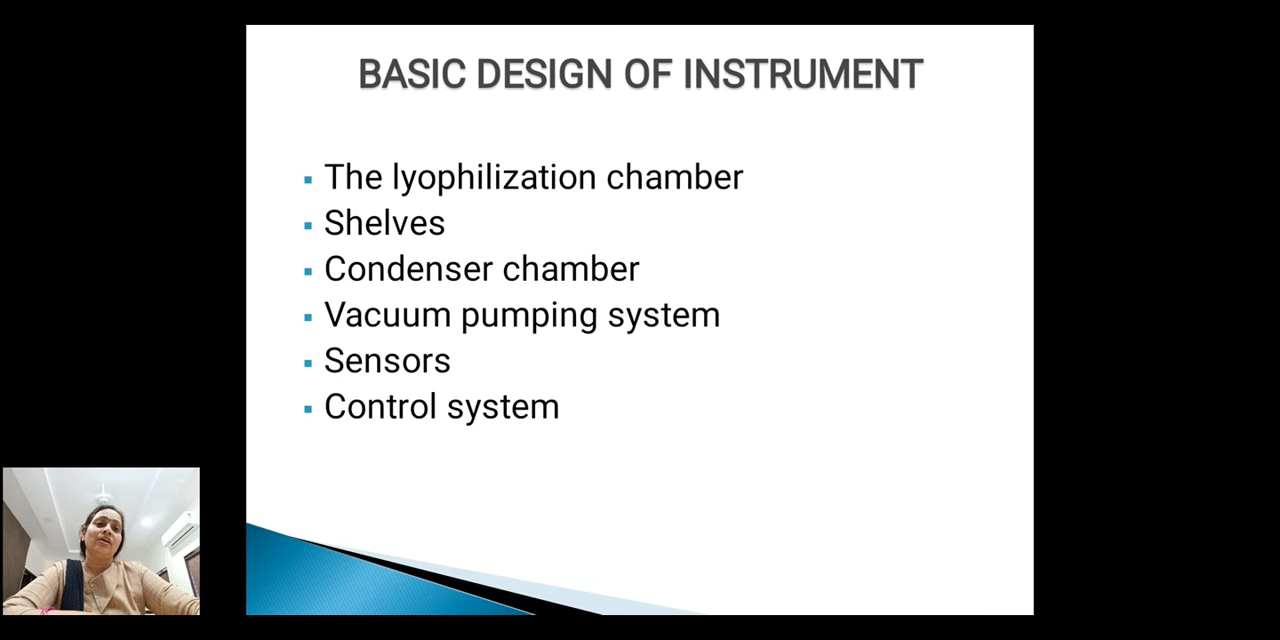 BASIC DESIGN OF INSTRUMENT
The lyophilization chamber
Shelves
Condenser chamber
Vacuum pumping system
Sensors
Control system